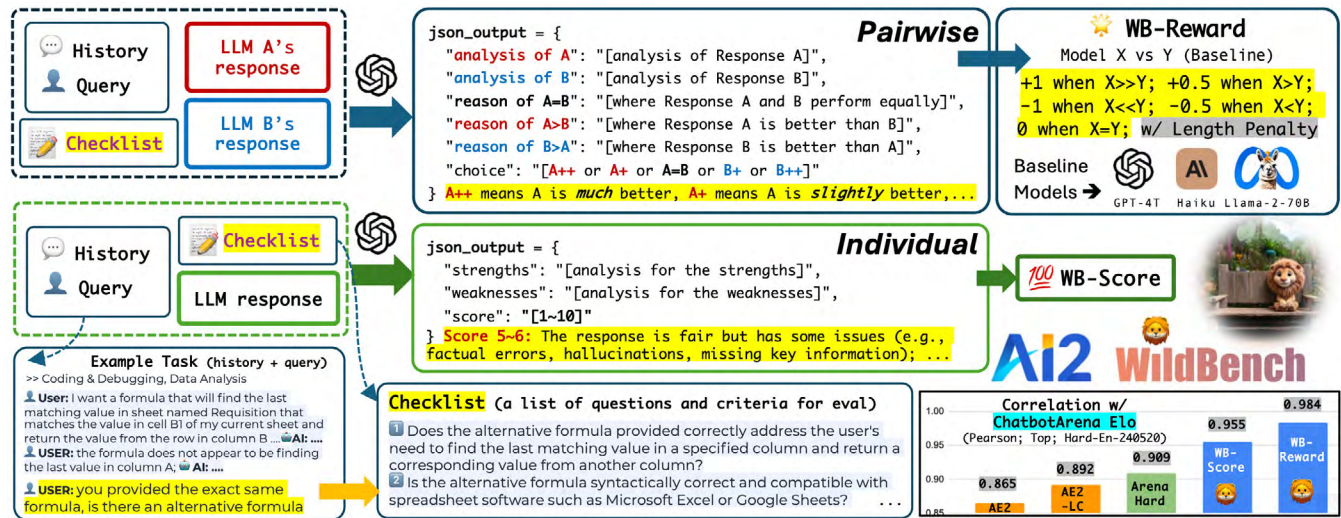 History
Query
Checklist
LLM A's
response
LLM B's
response
json_output = {
"analysis of A": "[analysis of Response A]",
"analysis of B": "[analysis of Response B]",
"reason of A=B": "[where Response A and B perform equally]",
"reason of A>B": "[where Response A is better than B]",
"reason of B>A": "[where Response B is better than A]",
"choice": "[A++ or A+ or A=B or B+ or B++]"
} A++ means A is much better, A+ means A is slightly better,...
Pairwise
WB-Reward
Model X vs Y (Baseline)
+1 when X>>Y; +0.5 when X>Y;
-1 when X<<Y; -0.5 when X<Y;
0 when X=Y; w/ Length Penalty
Baseline
Models ➔
GPT-4T Haiku Llama-2-70B
History
Query
Checklist
LLM response
json_output = {
"strengths": "[analysis for the strengths]",
"weaknesses": "[analysis for the weaknesses]",
"score": "[1~10]"
} Score 5~6: The response is fair but has some issues (e.g.,
factual errors, hallucinations, missing key information); ...
Individual
💯 WB-Score
Ai2 WildBench
Example Task (history + query)
>> Coding & Debugging, Data Analysis
User: I want a formula that will find the last
matching value in sheet named Requisition that
matches the value in cell B1 of my current sheet and
return the value from the row in column B .... AI: ....
USER: the formula does not appear to be finding
the last value in column A; AI: ....
USER: you provided the exact same
formula, is there an alternative formula
Checklist (a list of questions and criteria for eval)
1 Does the alternative formula provided correctly address the user's
need to find the last matching value in a specified column and return a
corresponding value from another column?
2 Is the alternative formula syntactically correct and compatible with
spreadsheet software such as Microsoft Excel or Google Sheets? ...
Correlation w/
ChatbotArena Elo
(Pearson; Top; Hard-En-240520)
1.00
0.95
0.90
0.85
0.865
0.892
0.909
0.955
0.984
AE2
AE2
-LC
Arena
Hard
WB-
Score
WB-
Reward